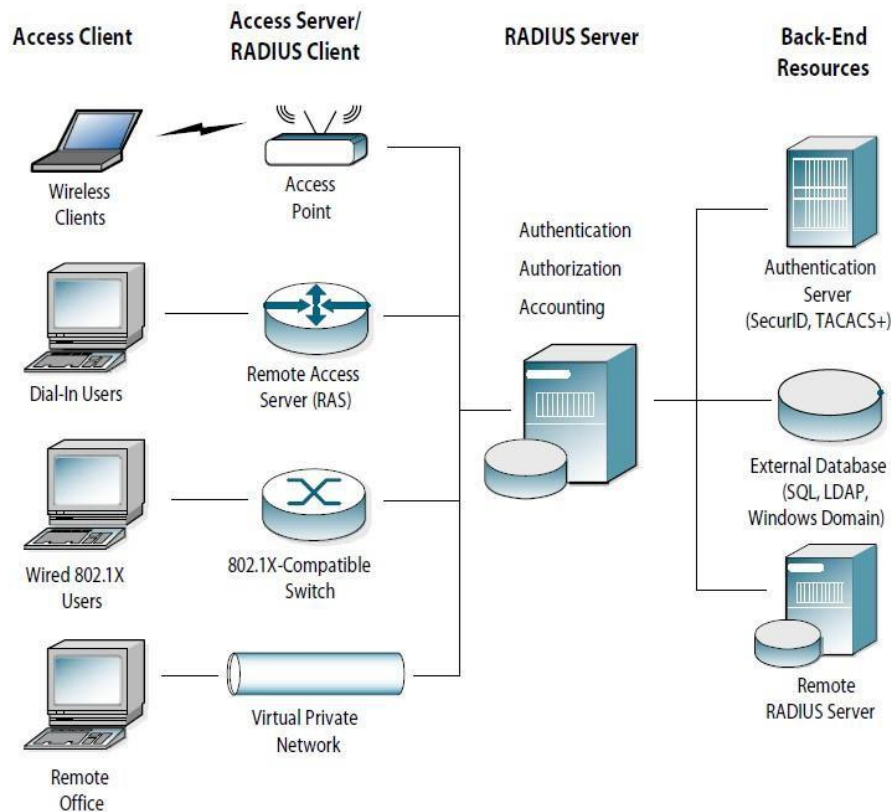 Access Client
Access Server/
RADIUS Client
RADIUS Server
Back-End
Resources
Wireless
Clients
Access
Point
Dial-In Users
Remote Access
Server (RAS)
Wired 802.1X
Users
802.1X-Compatible
Switch
Remote
Office
Virtual Private
Network
Authentication
Authorization
Accounting
Authentication
Server
(SecurID, TACACS+)
External Database
(SQL, LDAP,
Windows Domain)
Remote
RADIUS Server